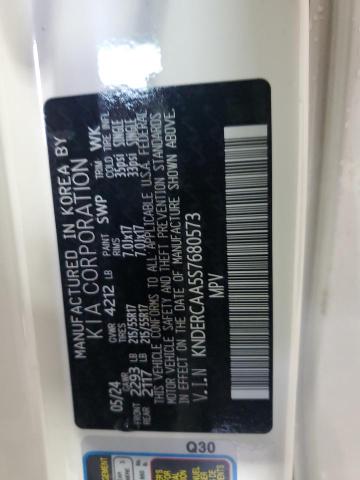 MANUFACTURED IN KOREA BY
KIA CORPORATION
05/24 GVWR 4212 LB PAINT SWP TRIM WK
TIRES RIMS COLD TIRE INFL.
FRONT 2293 LB 215/55R17 7.0Jx17 35psi SINGLE
REAR 2117 LB 215/55R17 7.0Jx17 33psi SINGLE
THIS VEHICLE CONFORMS TO ALL APPLICABLE U.S.A. FEDERAL
MOTOR VEHICLE SAFETY AND THEFT PREVENTION STANDARDS
IN EFFECT ON THE DATE OF MANUFACTURE SHOWN ABOVE.
V.I.N KNDERCAA5S7680573
MPV
Q30